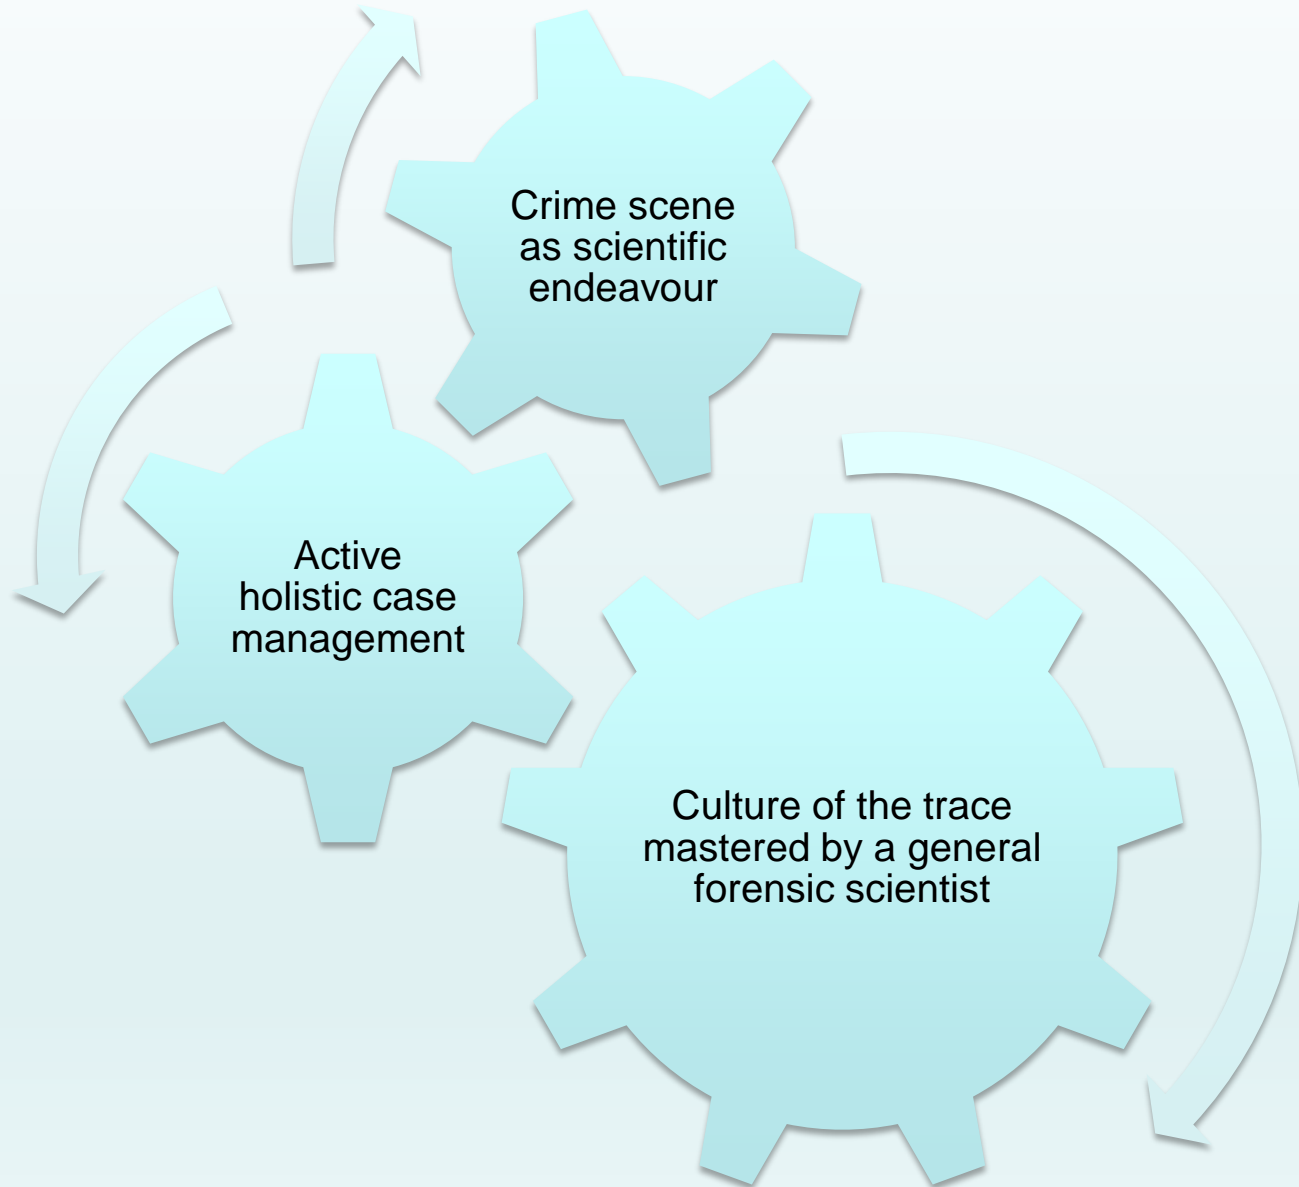 Crime scene
as scientific
endeavour
Active
holistic case
management
Culture of the trace
mastered by a general
forensic scientist